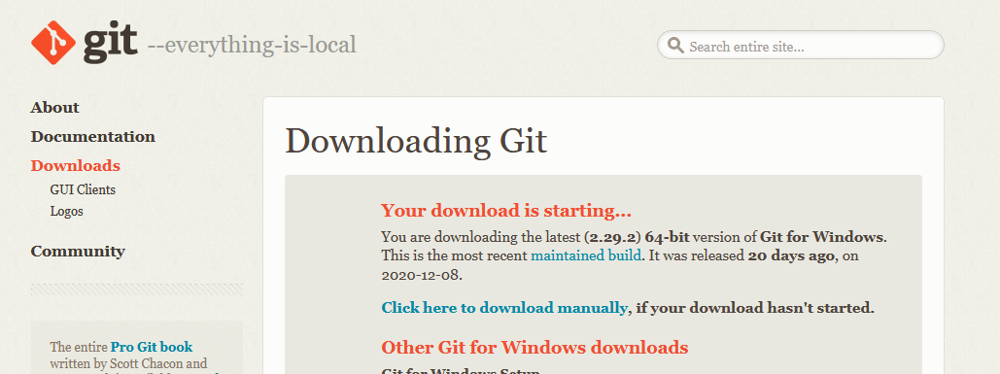 git --everything-is-local
Search entire site...
About
Documentation
Downloads
GUI Clients
Logos
Community
The entire Pro Git book
written by Scott Chacon and
Downloading Git
Your download is starting...
You are downloading the latest (2.29.2) 64-bit version of Git for Windows.
This is the most recent maintained build. It was released 20 days ago, on
2020-12-08.
Click here to download manually, if your download hasn't started.
Other Git for Windows downloads
Git for Windows Setup